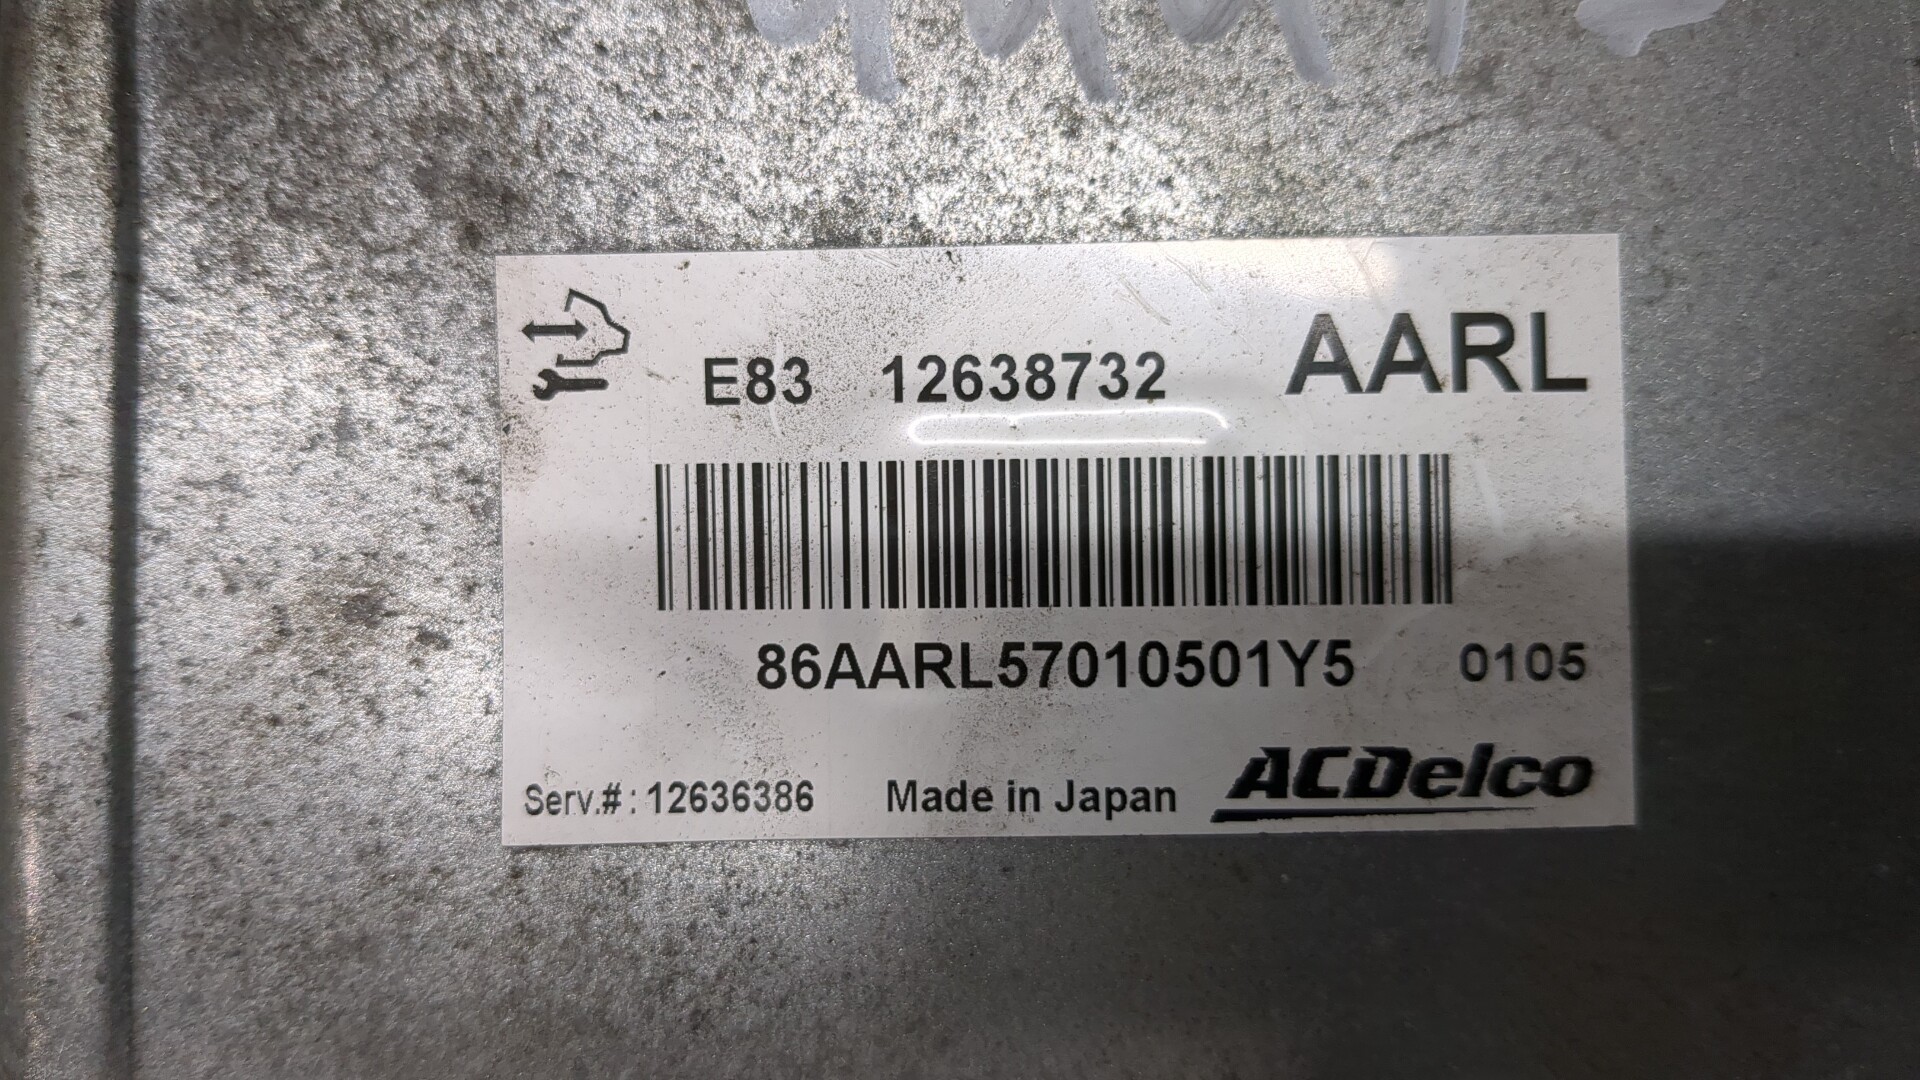 E83 12638732 AARL
86AARL57010501Y5 0105
Serv.#: 12636386 Made in Japan ACDelco